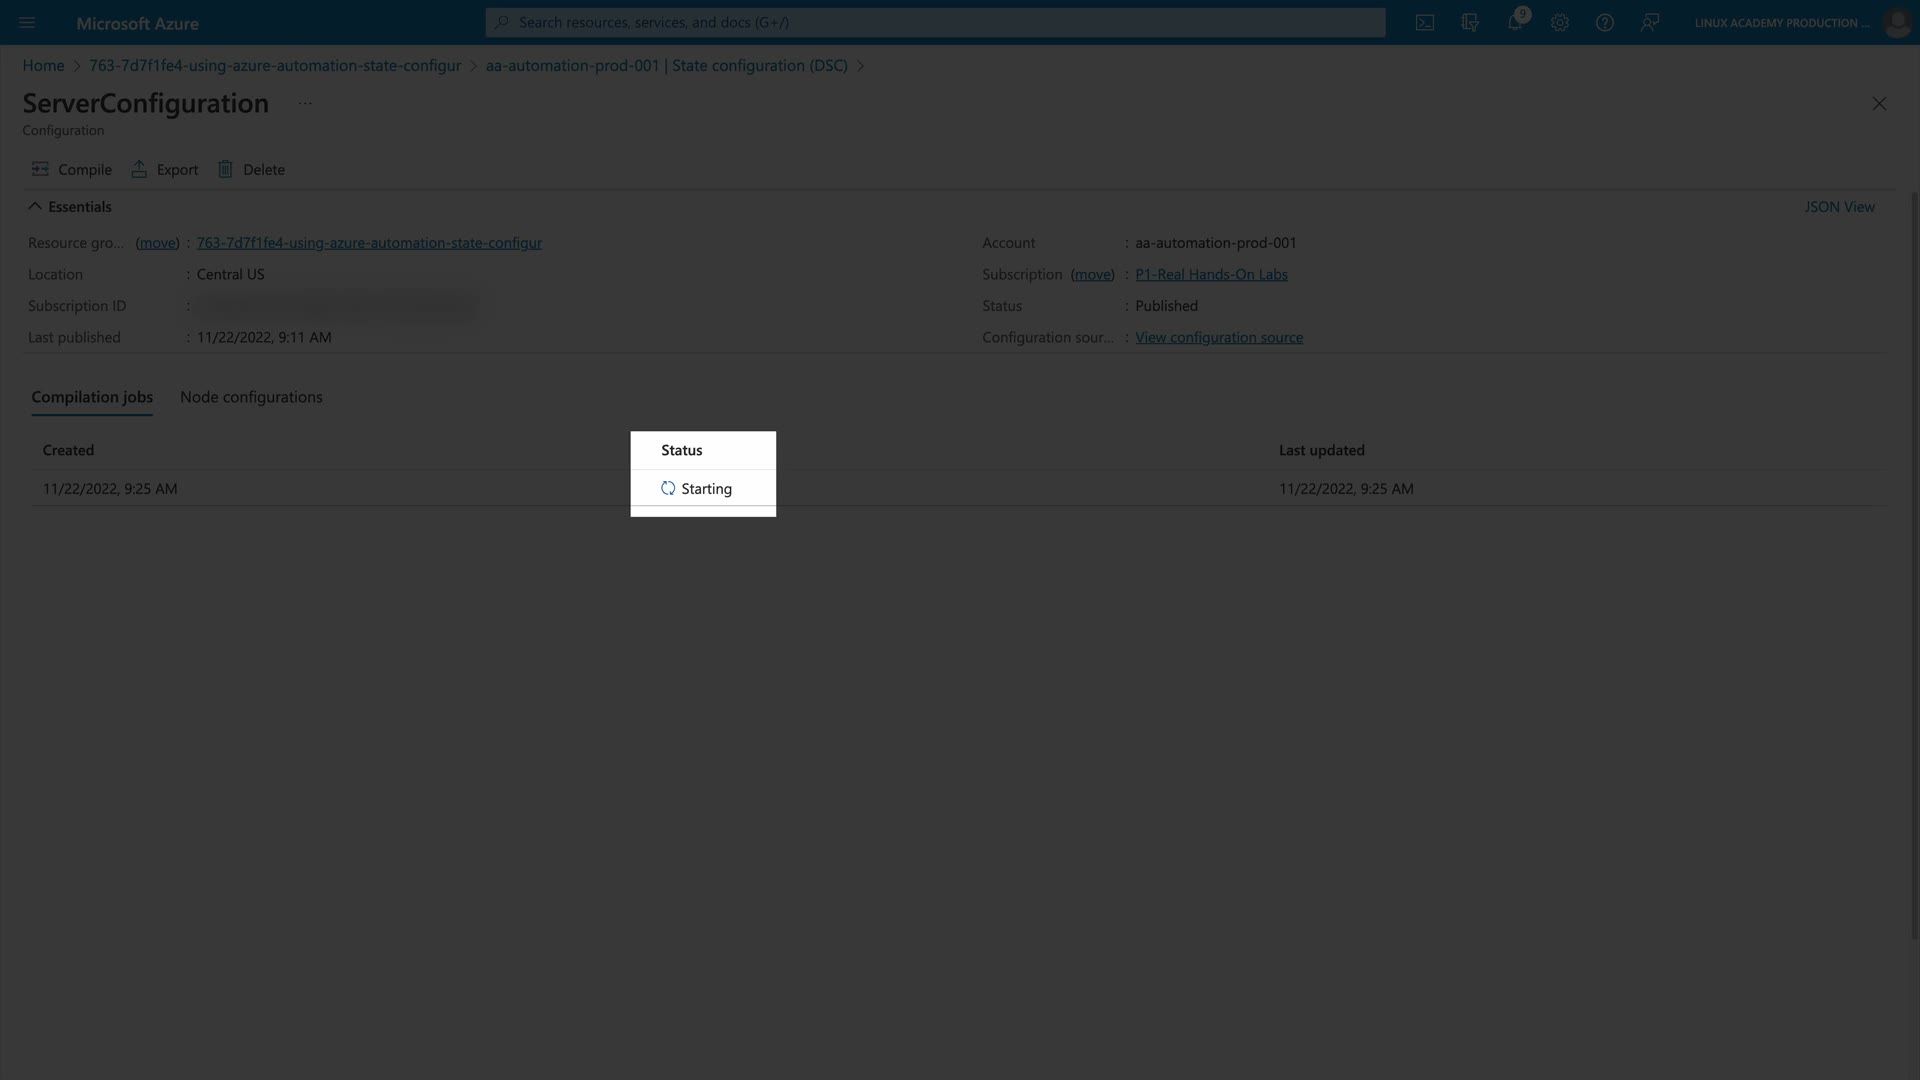 Microsoft Azure
Search resources, services, and docs (G+/)
9
LINUX ACADEMY PRODUCTION ...
Home > 763-7d7f1fe4-using-azure-automation-state-configur > aa-automation-prod-001 | State configuration (DSC) >
ServerConfiguration ...
Configuration
Compile Export Delete
Essentials
JSON View
Resource gro... (move) : 763-7d7f1fe4-using-azure-automation-state-configur
Location : Central US
Subscription ID :
Last published : 11/22/2022, 9:11 AM
Account : aa-automation-prod-001
Subscription (move) : P1-Real Hands-On Labs
Status : Published
Configuration sour... : View configuration source
Compilation jobs Node configurations
Created Status Last updated
11/22/2022, 9:25 AM Starting 11/22/2022, 9:25 AM